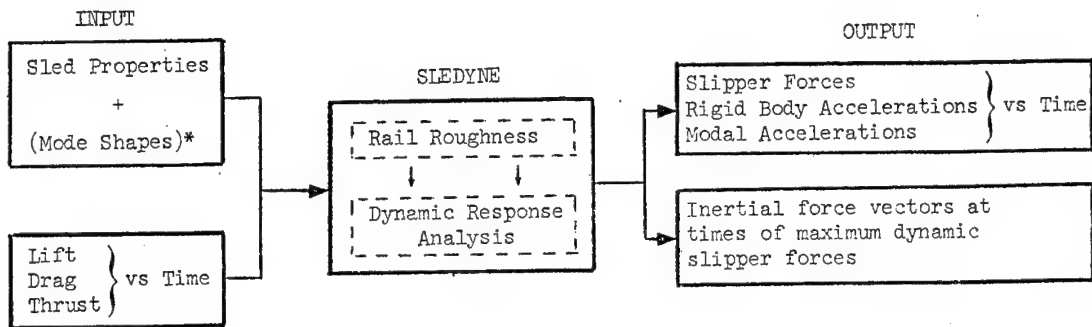 INPUT
Sled Properties
+
(Mode Shapes)*
Lift
Drag
Thrust
vs Time
SLEDYNE
Rail Roughness
Dynamic Response
Analysis
OUTPUT
Slipper Forces
Rigid Body Accelerations
Modal Accelerations
vs Time
Inertial force vectors at
times of maximum dynamic
slipper forces